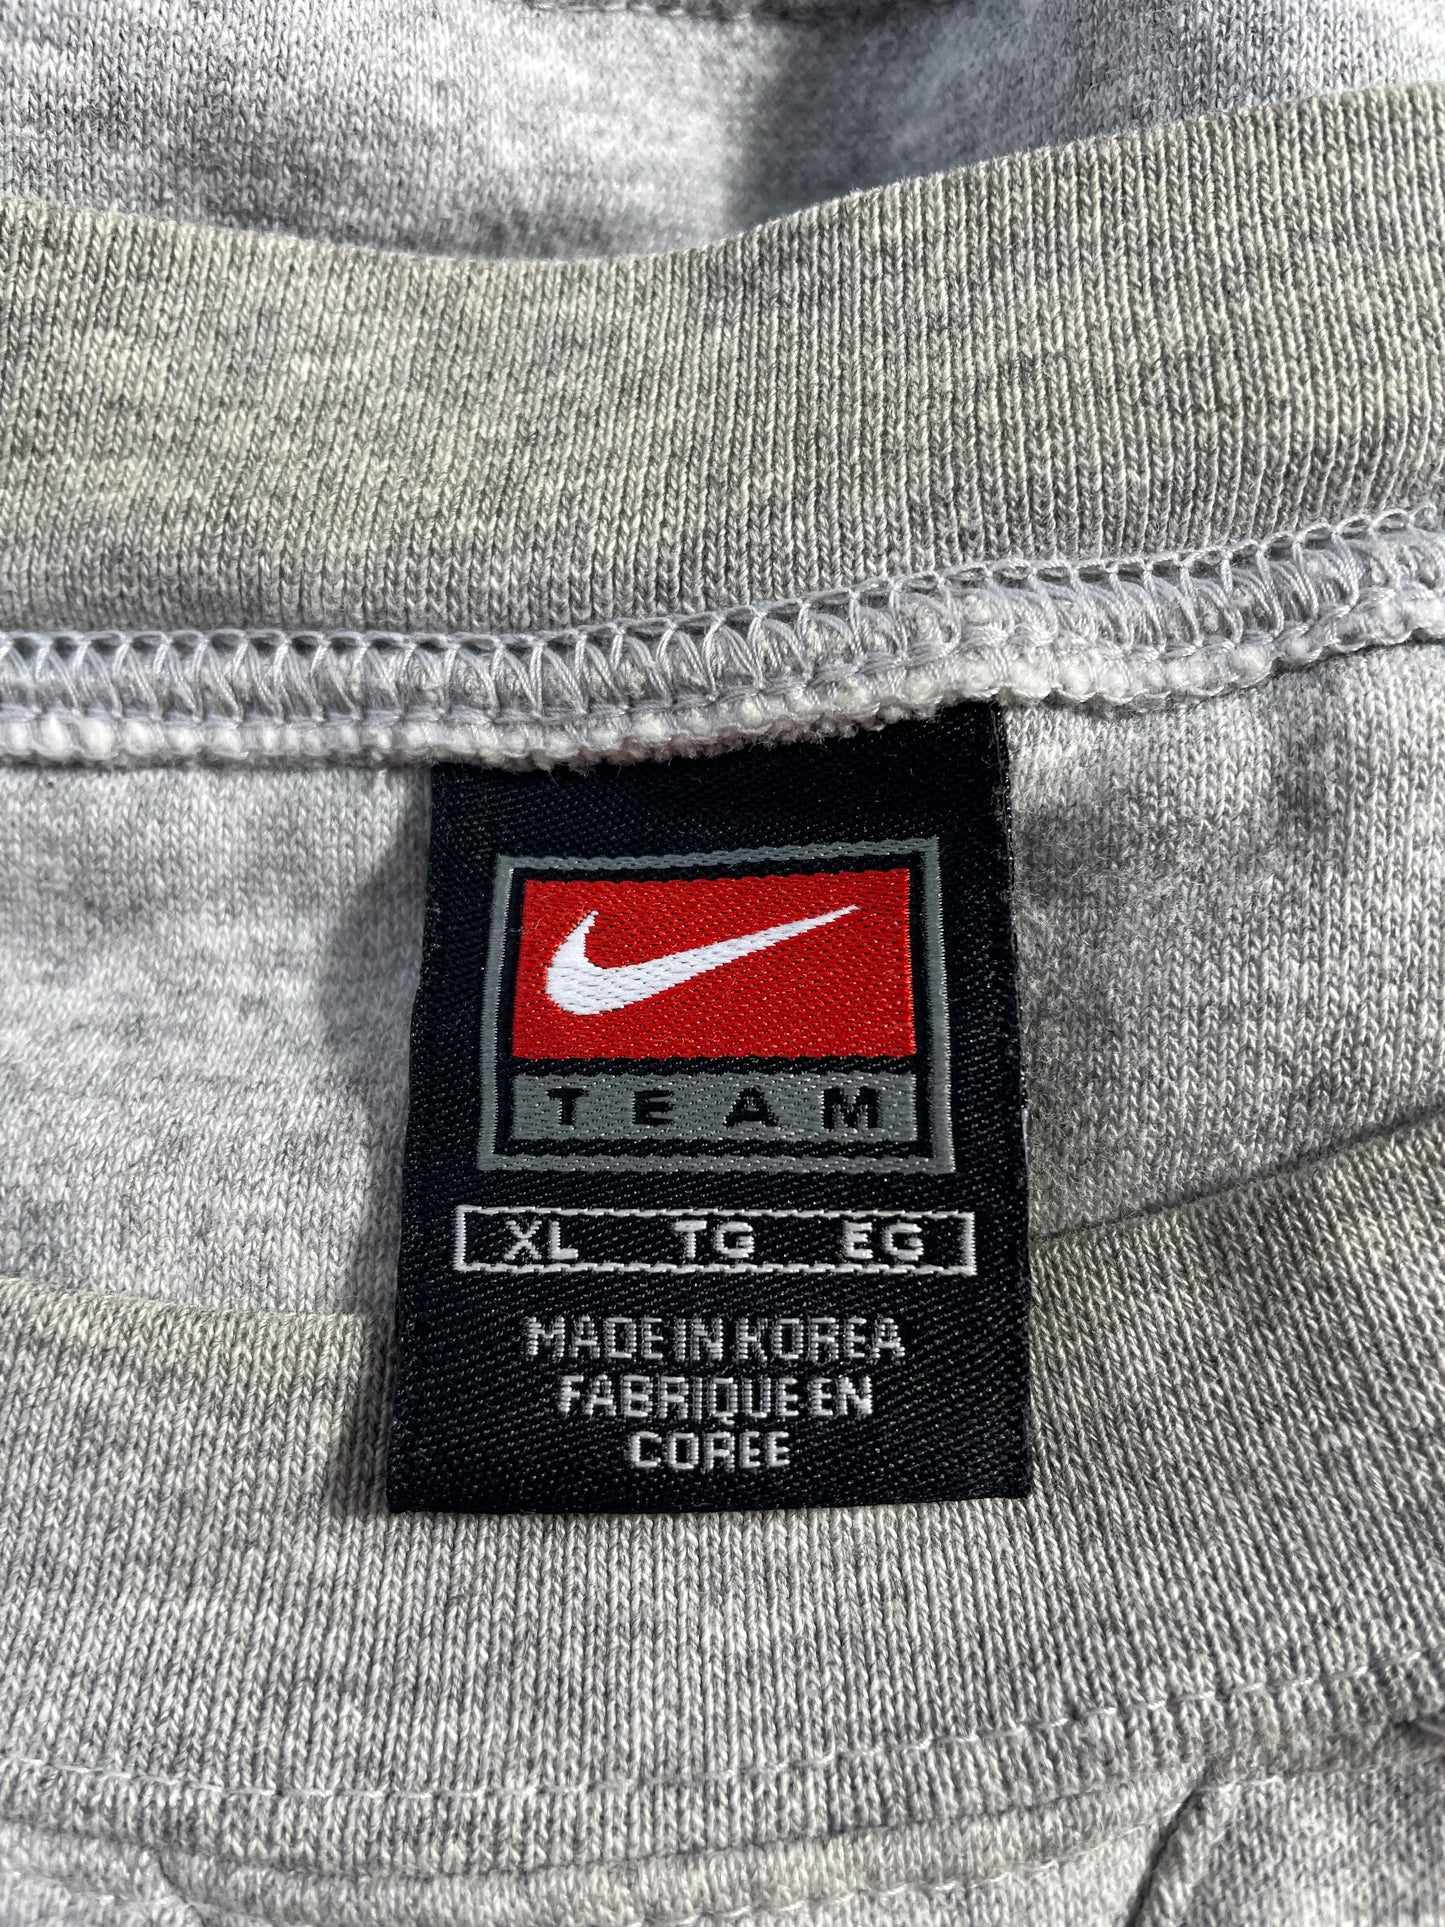 TEAM
XL TG EG
MADE IN KOREA
FABRIQUE EN
COREE